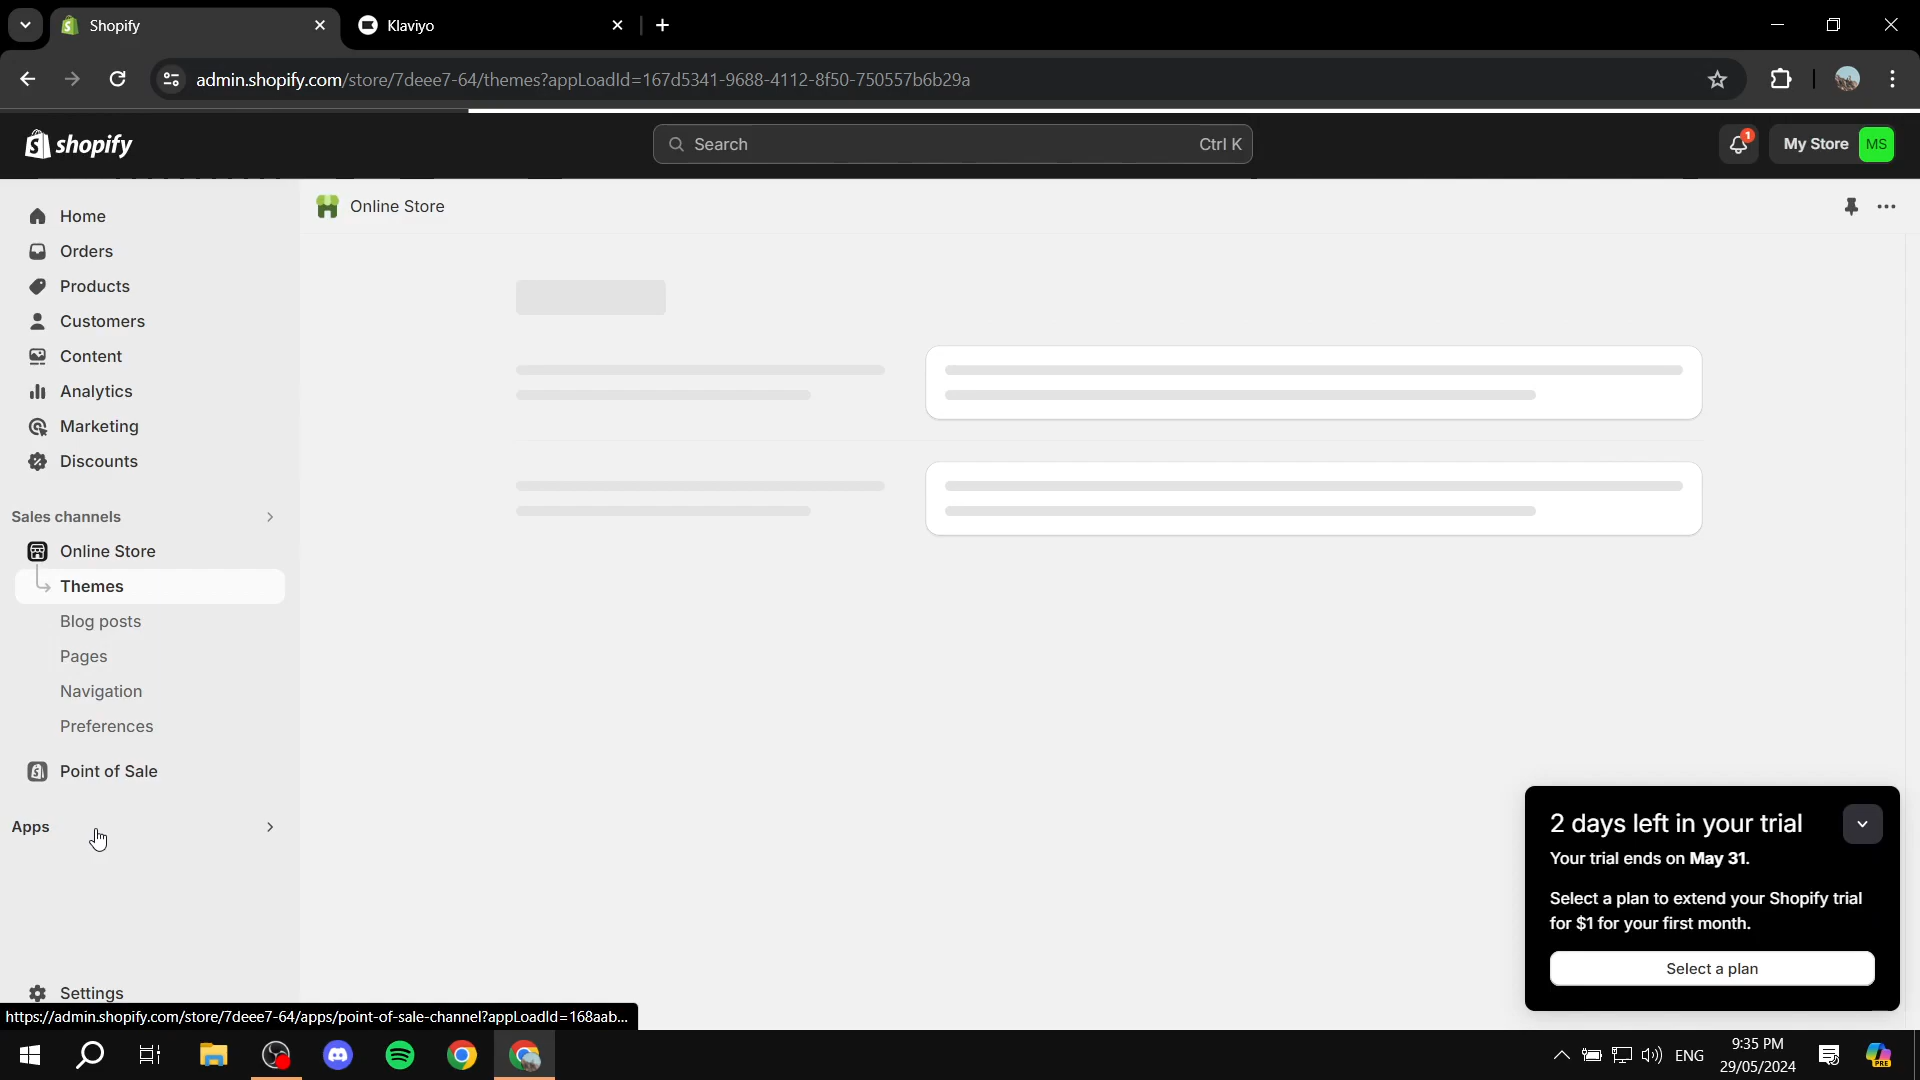 Shopify
Klaviyo
admin.shopify.com/store/7deee7-64/themes?appLoadId=167d5341-9688-4112-8f50-750557b6b29a
shopify
Search
Ctrl K
1
My Store
MS
Home
Orders
Products
Customers
Content
Analytics
Marketing
Discounts
Sales channels
Online Store
Themes
Blog posts
Pages
Navigation
Preferences
Point of Sale
Apps
Settings
Online Store
2 days left in your trial
Your trial ends on May 31.
Select a plan to extend your Shopify trial
for $1 for your first month.
Select a plan
https://admin.shopify.com/store/7deee7-64/apps/point-of-sale-channel?appLoadId=168aab...
ENG
9:35 PM
29/05/2024
PRE